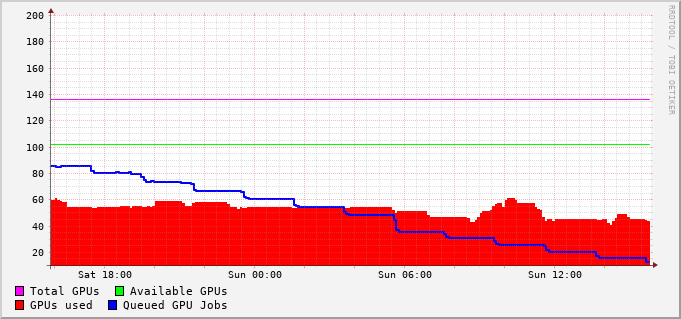 200
180
160
140
120
100
80
60
40
20
Sat 18:00 Sun 00:00 Sun 06:00 Sun 12:00
Total GPUs Available GPUs
GPUs used Queued GPU Jobs
RRDTOOL / TOBI OETIKER